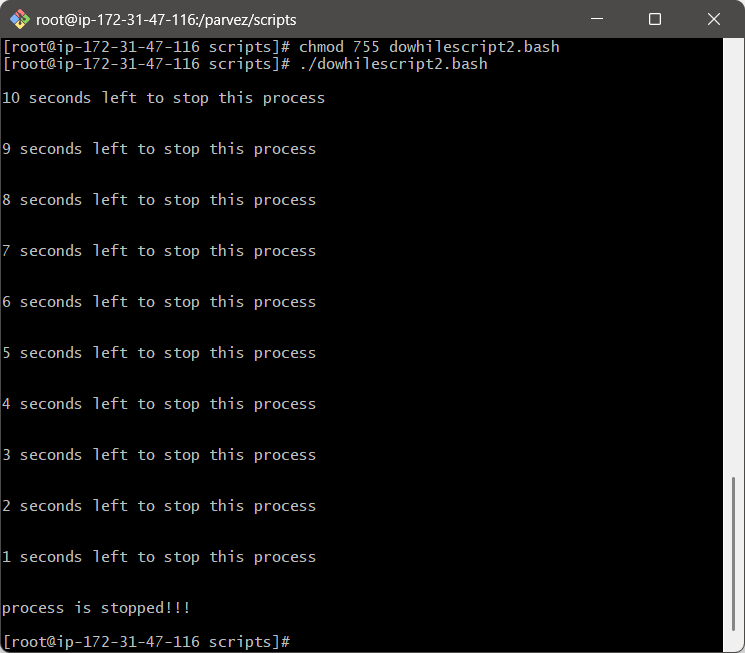 root@ip-172-31-47-116:/parvez/scripts
[root@ip-172-31-47-116 scripts]# chmod 755 dowhilescript2.bash
[root@ip-172-31-47-116 scripts]# ./dowhilescript2.bash
10 seconds left to stop this process
9 seconds left to stop this process
8 seconds left to stop this process
7 seconds left to stop this process
6 seconds left to stop this process
5 seconds left to stop this process
4 seconds left to stop this process
3 seconds left to stop this process
2 seconds left to stop this process
1 seconds left to stop this process
process is stopped!!!
[root@ip-172-31-47-116 scripts]#